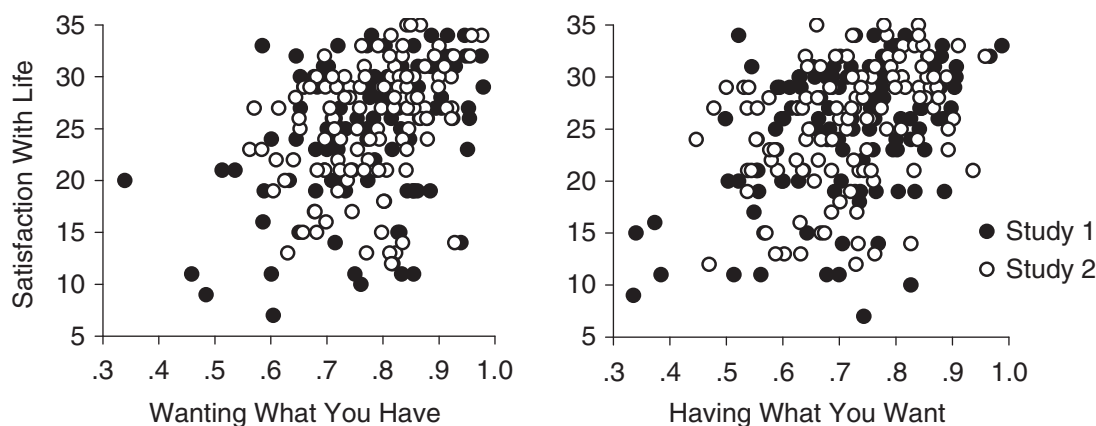 Satisfaction With Life
35
30
25
20
15
10
5
.3 .4 .5 .6 .7 .8 .9 1.0
Wanting What You Have
35
30
25
20
15
10
5
.3 .4 .5 .6 .7 .8 .9 1.0
Having What You Want
Study 1
Study 2